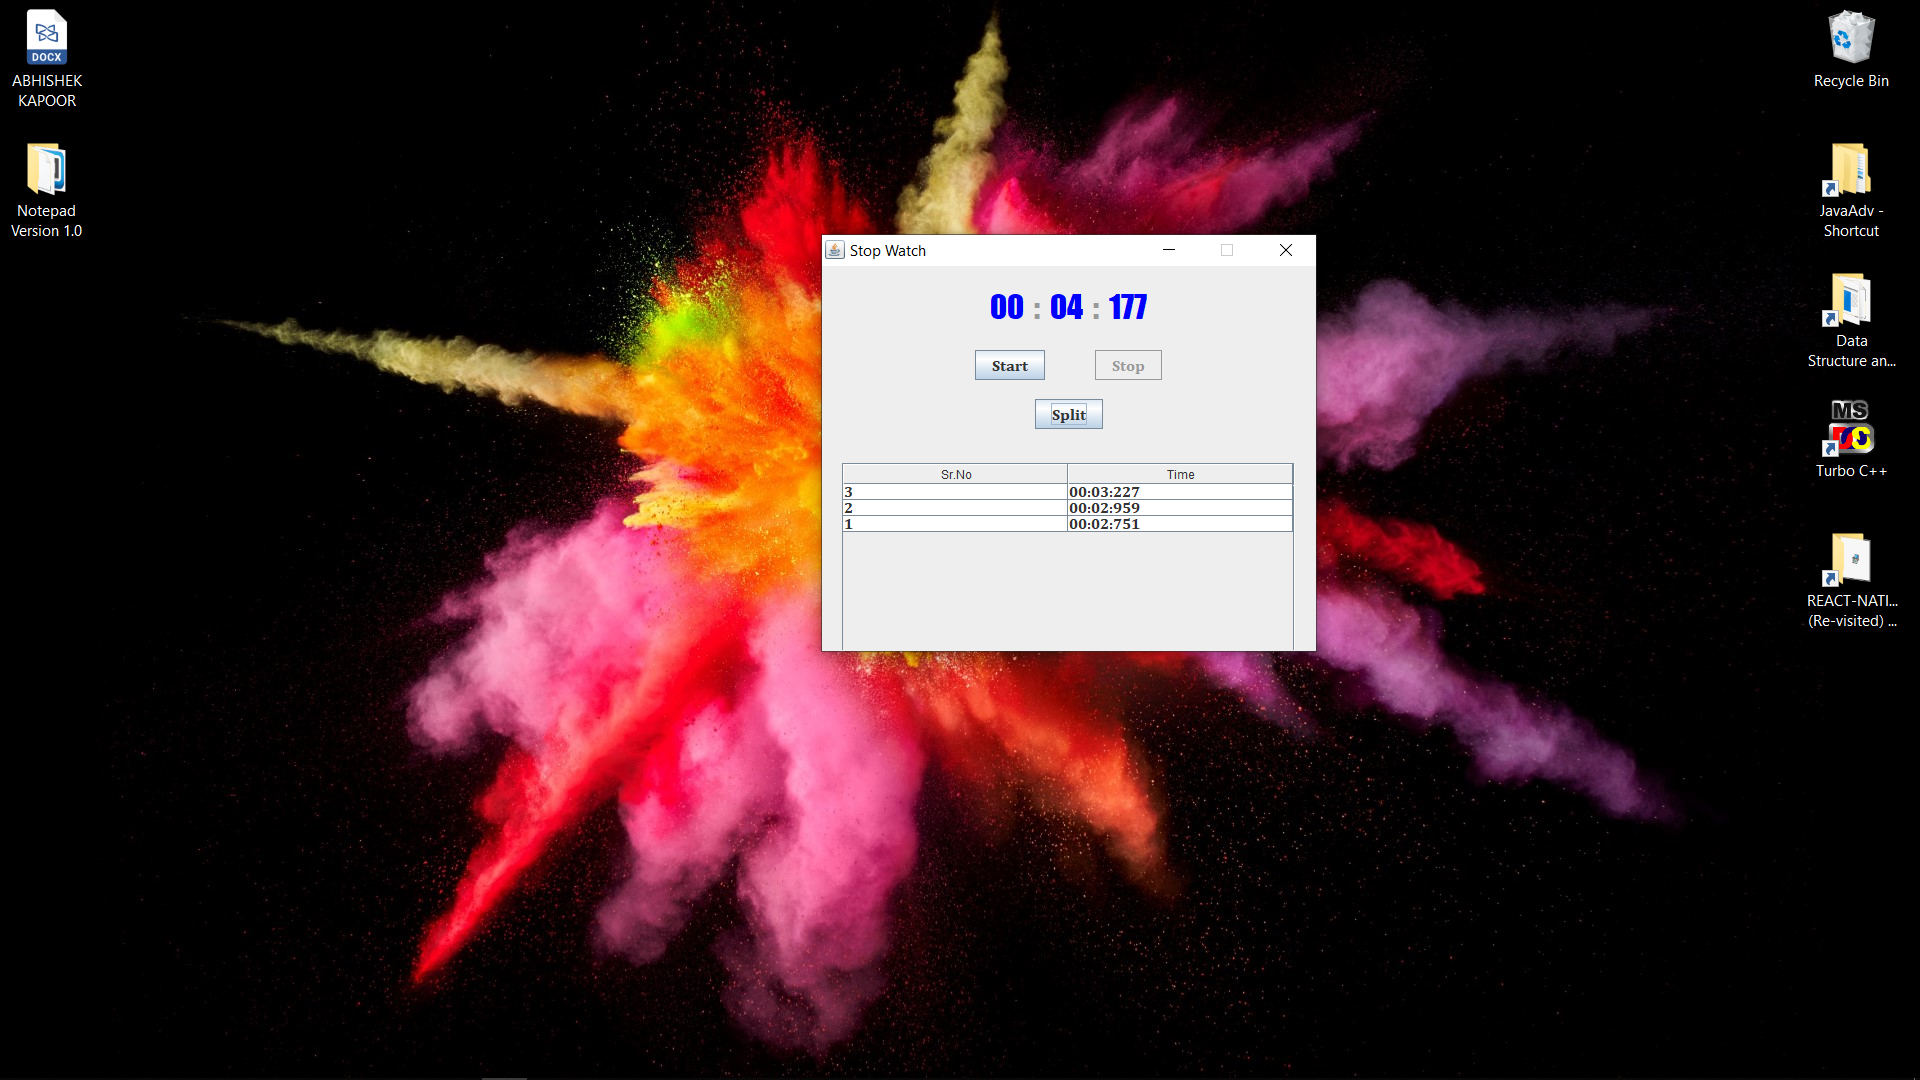 DOCX
ABHISHEK
KAPOOR
Notepad
Version 1.0
Stop Watch
00 : 04 : 177
Start
Stop
Split
Sr.No Time
3 00:03:227
2 00:02:959
1 00:02:751
Recycle Bin
JavaAdv -
Shortcut
Data
Structure an...
MS
Turbo C++
REACT-NATI...
(Re-visited) ...